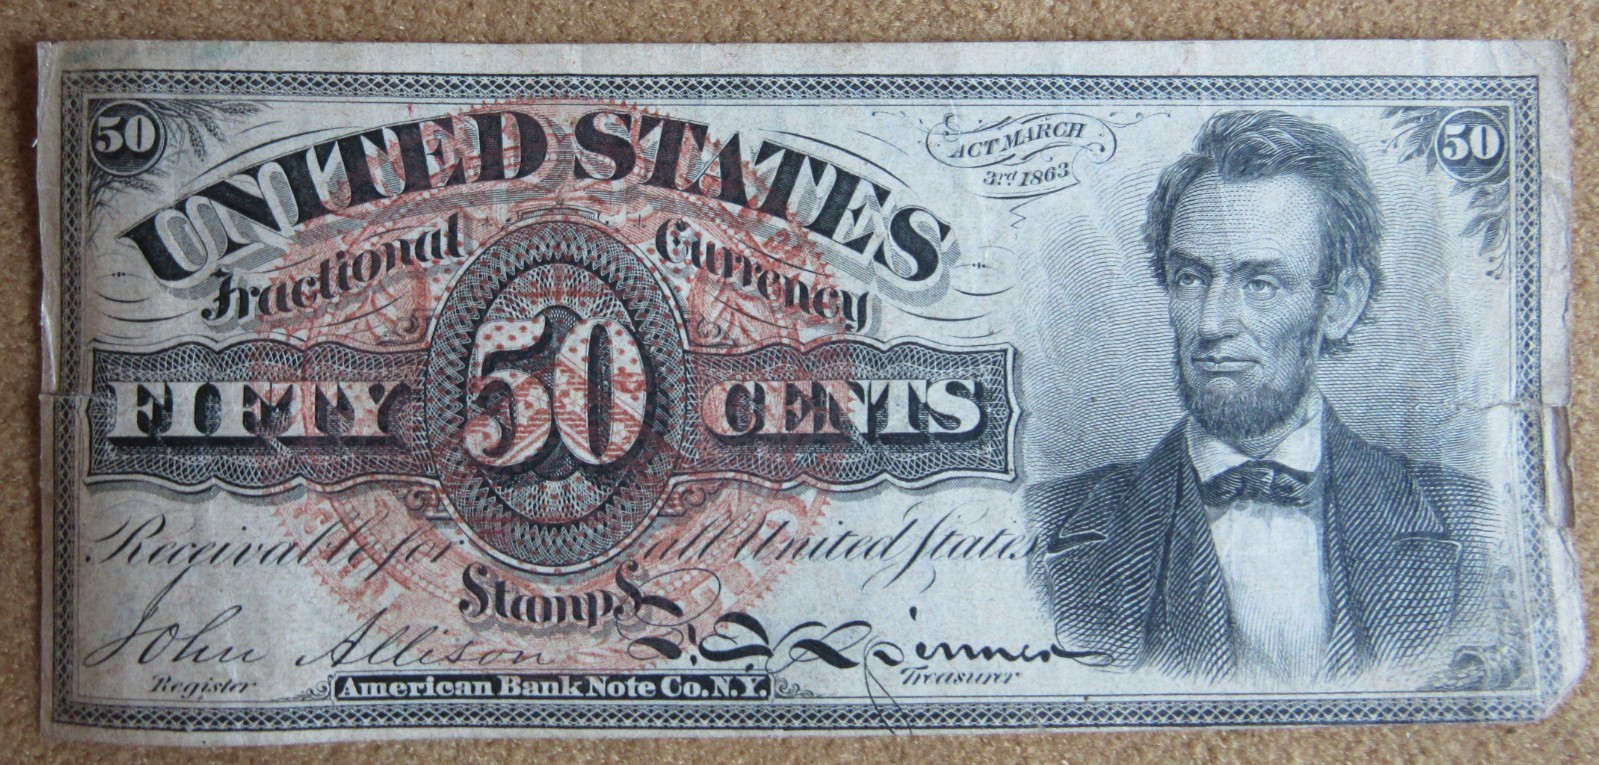 50 50
UNITED STATES
ACT MARCH
3rd 1863
Fractional Currency
50
FIFTY CENTS
Receivable for all United States
Stamps
John Allison F. E. Spinner
Register Treasurer
American Bank Note Co. N.Y.